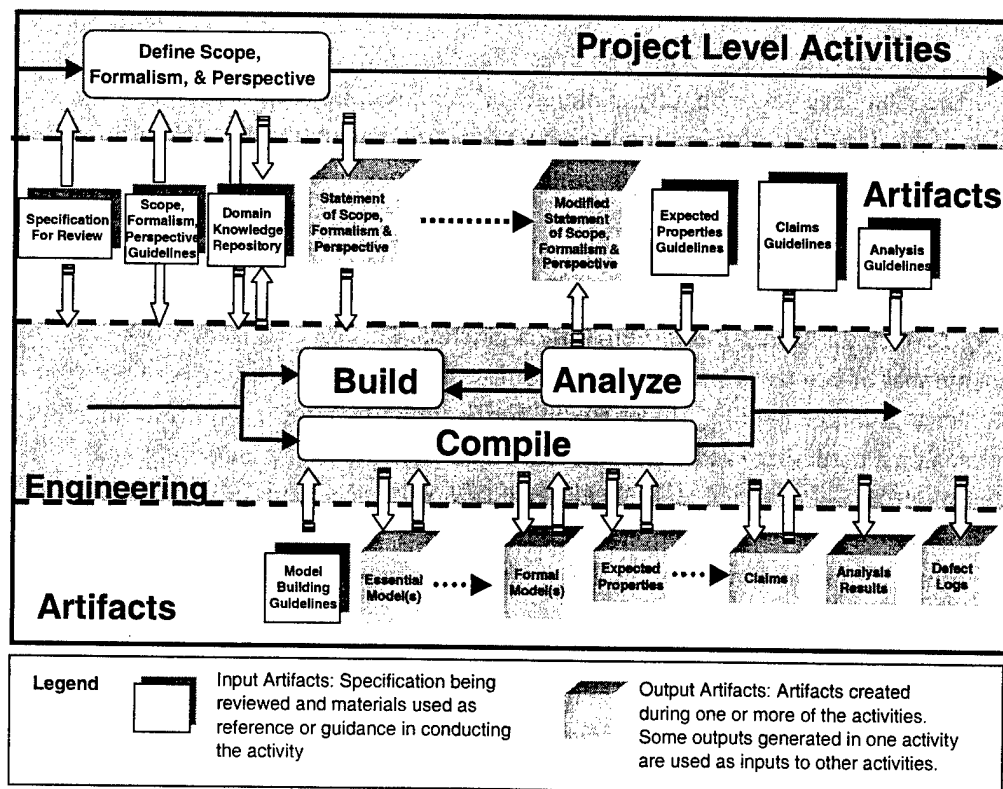 Project Level Activities
Define Scope,
Formalism, & Perspective
Artifacts
Specification
For Review
Scope,
Formalism,
Perspective
Guidelines
Domain
Knowledge
Repository
Statement
of Scope,
Formalism &
Perspective
Modified
Statement
of Scope,
Formalism &
Perspective
Expected
Properties
Guidelines
Claims
Guidelines
Analysis
Guidelines
Build
Analyze
Compile
Engineering
Model
Building
Guidelines
Essential
Model(s)
Formal
Model(s)
Expected
Properties
Claims
Analysis
Results
Defect
Logs
Artifacts
Legend
Input Artifacts: Specification being
reviewed and materials used as
reference or guidance in conducting
the activity
Output Artifacts: Artifacts created
during one or more of the activities.
Some outputs generated in one activity
are used as inputs to other activities.